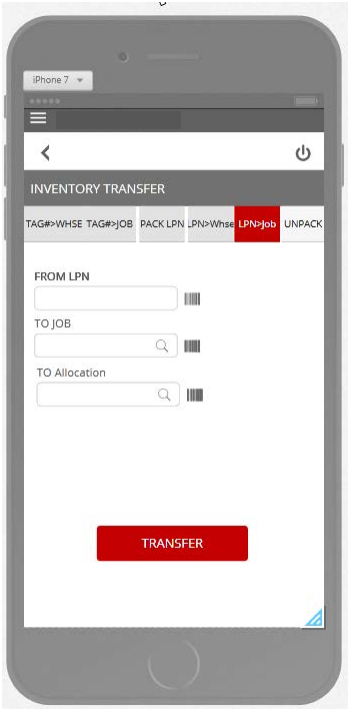 iPhone 7
INVENTORY TRANSFER
TAG#>WHSE TAG#>JOB PACK LPN LPN>Whse LPN>Job UNPACK
FROM LPN
TO JOB
TO Allocation
TRANSFER